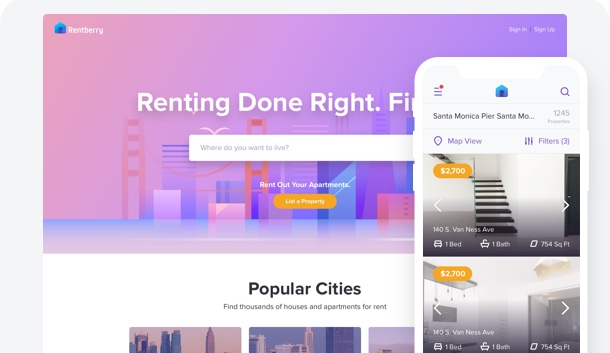 Rentberry
Sign In
Sign Up
Renting Done Right. Fi
Where do you want to live?
Rent Out Your Apartments.
List a Property
Popular Cities
Find thousands of houses and apartments for rent
Santa Monica Pier Santa Mo...
1245
Properties
Map View
Filters (3)
$2,700
140 S. Van Ness Ave
1 Bed
1 Bath
754 Sq Ft
$2,700
140 S. Van Ness Ave
1 Bed
1 Bath
754 Sq Ft